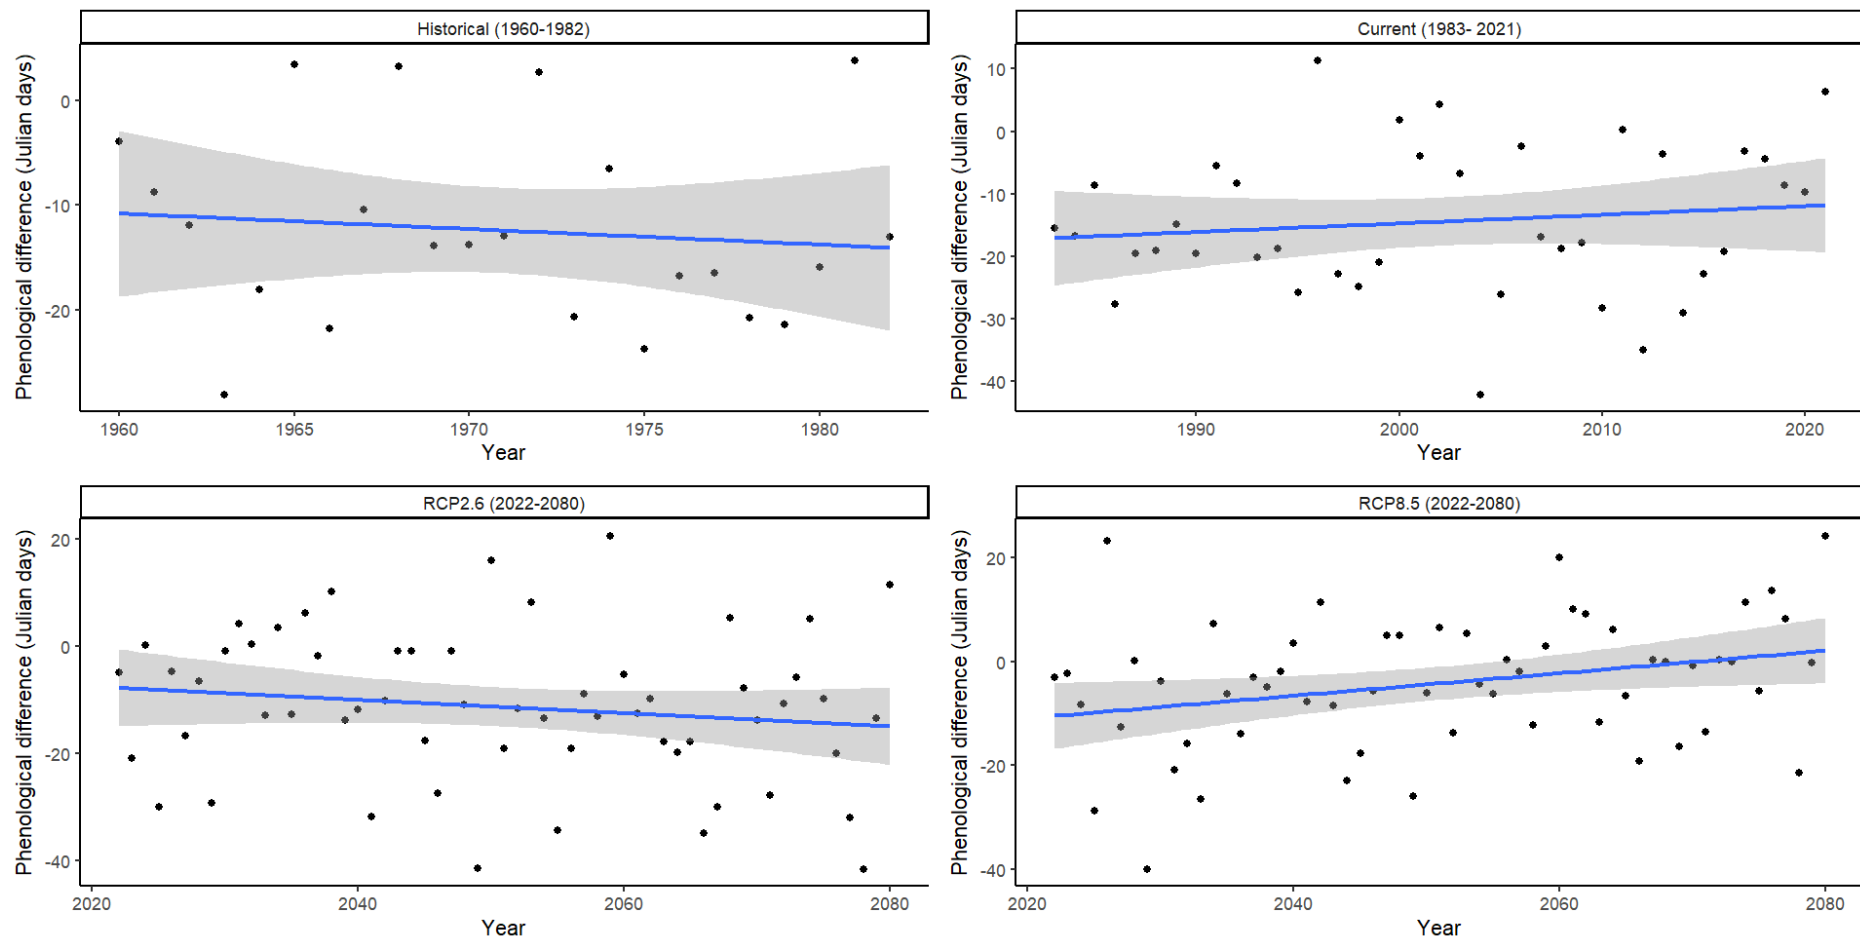 Historical (1960-1982)
Phenological difference (Julian days)
0
-10
-20
1960 1965 1970 1975 1980
Year
Current (1983- 2021)
Phenological difference (Julian days)
10
0
-10
-20
-30
-40
1990 2000 2010 2020
Year
RCP2.6 (2022-2080)
Phenological difference (Julian days)
20
0
-20
-40
2020 2040 2060 2080
Year
RCP8.5 (2022-2080)
Phenological difference (Julian days)
20
0
-20
-40
2020 2040 2060 2080
Year